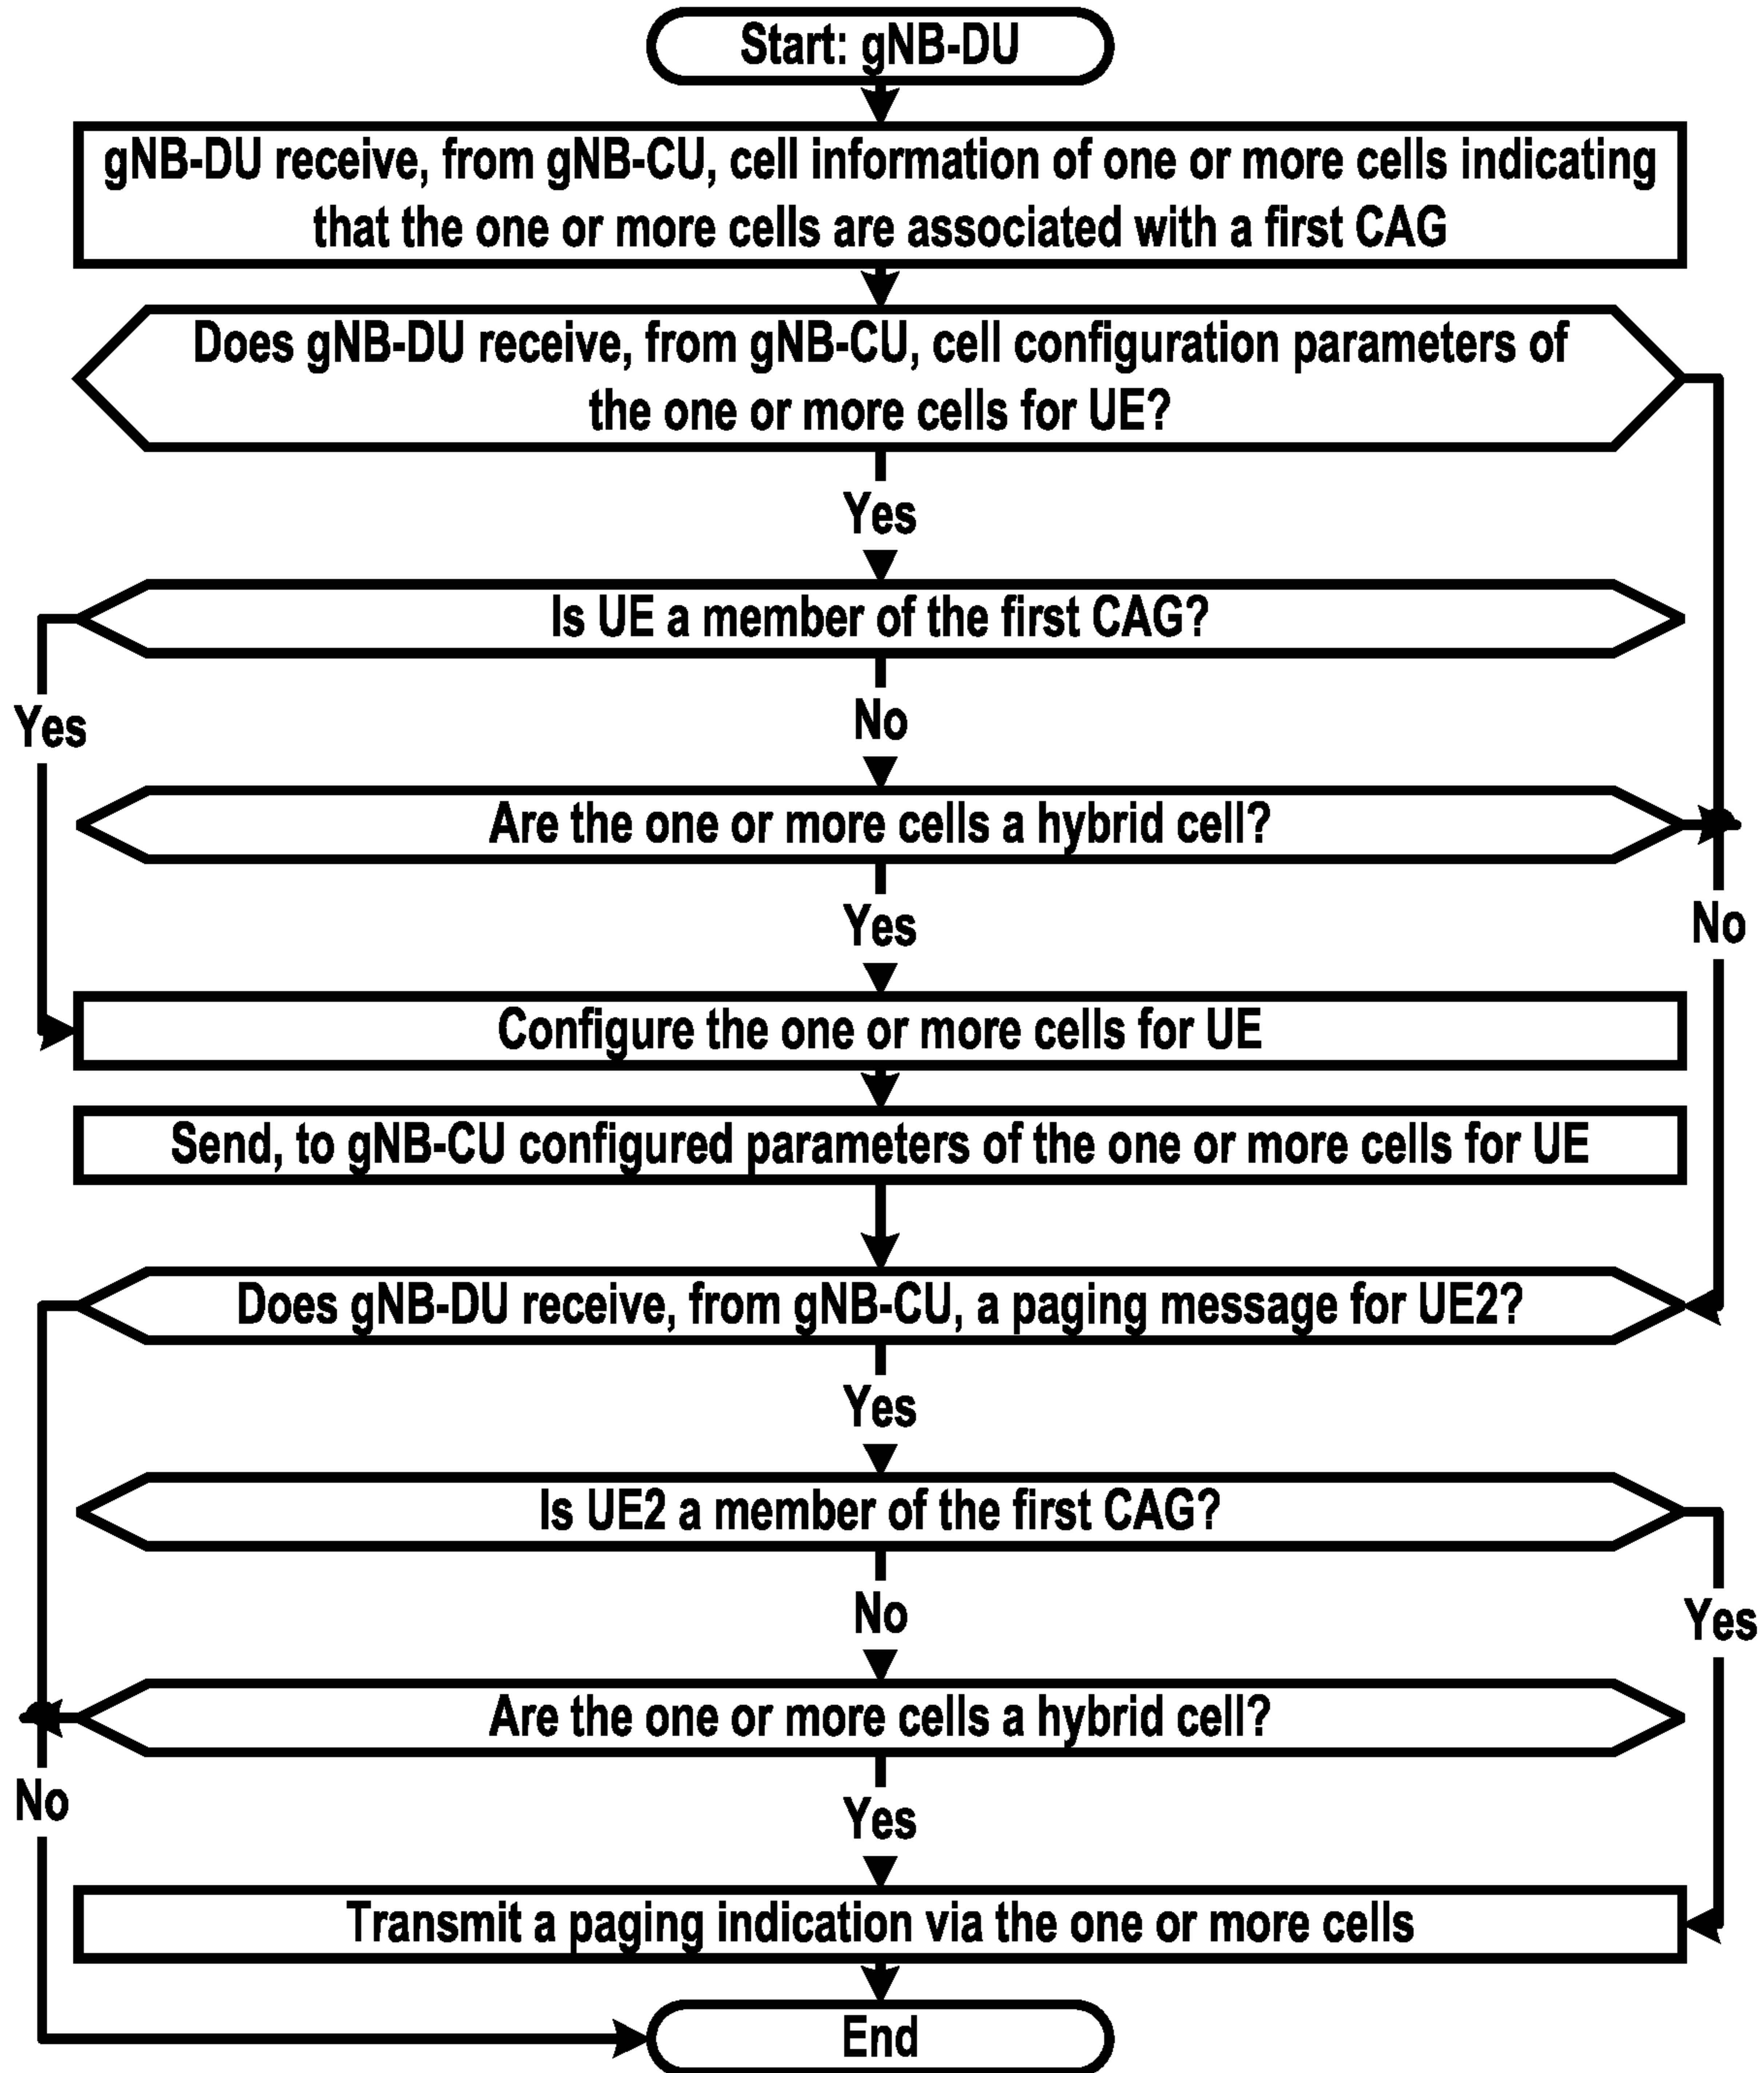 Start: gNB-DU
gNB-DU receive, from gNB-CU, cell information of one or more cells indicating
that the one or more cells are associated with a first CAG
Does gNB-DU receive, from gNB-CU, cell configuration parameters of
the one or more cells for UE?
Yes
Is UE a member of the first CAG?
Yes
No
Are the one or more cells a hybrid cell?
Yes
No
Configure the one or more cells for UE
Send, to gNB-CU configured parameters of the one or more cells for UE
Does gNB-DU receive, from gNB-CU, a paging message for UE2?
Yes
Is UE2 a member of the first CAG?
No
Yes
Are the one or more cells a hybrid cell?
No
Yes
Transmit a paging indication via the one or more cells
End